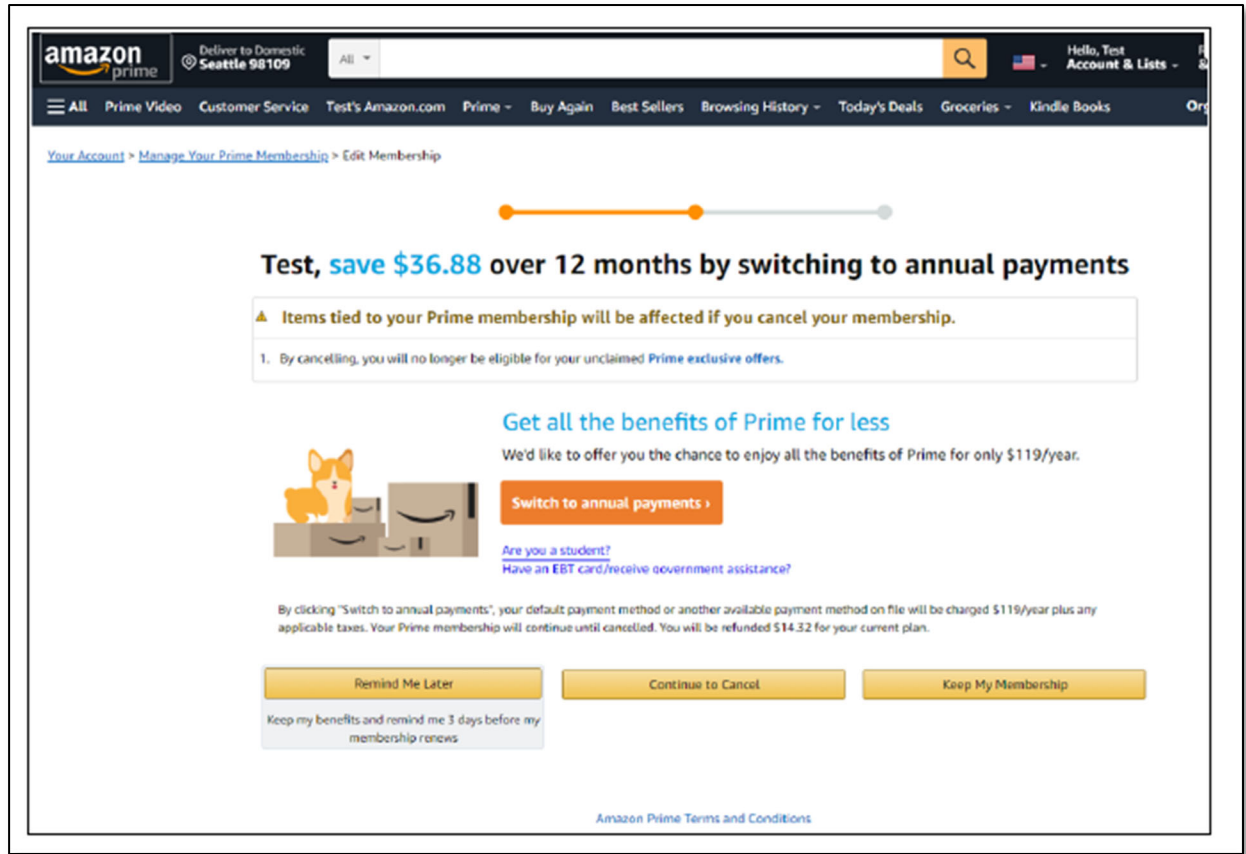 amazon prime
Deliver to Domestic
Seattle 98109
All
Hello, Test
Account & Lists
All Prime Video Customer Service Test's Amazon.com Prime Buy Again Best Sellers Browsing History Today's Deals Groceries Kindle Books
Your Account > Manage Your Prime Membership > Edit Membership
Test, save $36.88 over 12 months by switching to annual payments
Items tied to your Prime membership will be affected if you cancel your membership.
1. By cancelling, you will no longer be eligible for your unclaimed Prime exclusive offers.
Get all the benefits of Prime for less
We'd like to offer you the chance to enjoy all the benefits of Prime for only $119/year.
Switch to annual payments ›
Are you a student?
Have an EBT card/receive government assistance?
By clicking "Switch to annual payments", your default payment method or another available payment method on file will be charged $119/year plus any
applicable taxes. Your Prime membership will continue until cancelled. You will be refunded $14.32 for your current plan.
Remind Me Later
Continue to Cancel
Keep My Membership
Keep my benefits and remind me 3 days before my
membership renews
Amazon Prime Terms and Conditions